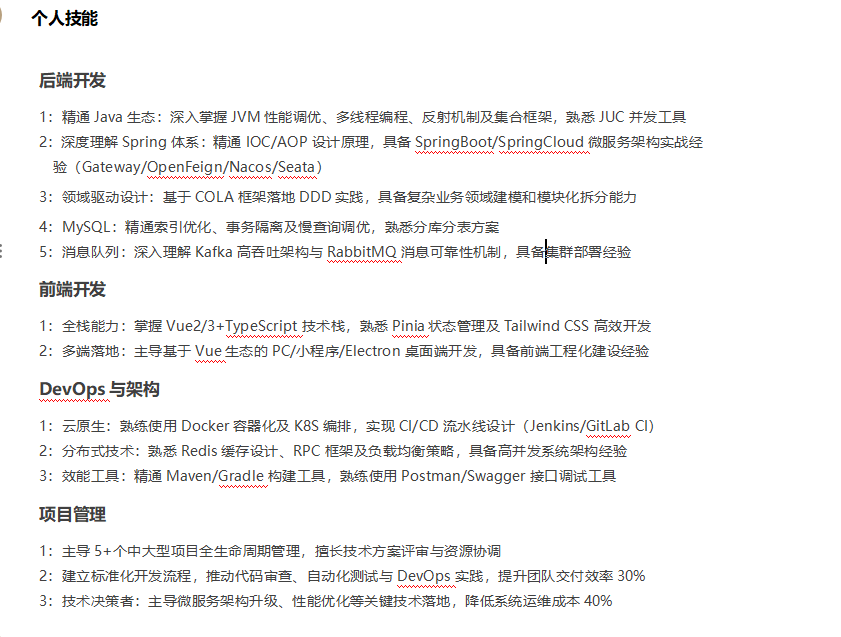 个人技能
后端开发
1：精通 Java 生态：深入掌握 JVM 性能调优、多线程编程、反射机制及集合框架，熟悉 JUC 并发工具
2：深度理解 Spring 体系：精通 IOC/AOP 设计原理，具备 SpringBoot/SpringCloud 微服务架构实战经
验（Gateway/OpenFeign/Nacos/Seata）
3：领域驱动设计：基于 COLA 框架落地 DDD 实践，具备复杂业务领域建模和模块化拆分能力
4：MySQL：精通索引优化、事务隔离及慢查询调优，熟悉分库分表方案
5：消息队列：深入理解 Kafka 高吞吐架构与 RabbitMQ 消息可靠性机制，具备集群部署经验
前端开发
1：全栈能力：掌握 Vue2/3+TypeScript 技术栈，熟悉 Pinia 状态管理及 Tailwind CSS 高效开发
2：多端落地：主导基于 Vue 生态的 PC/小程序/Electron 桌面端开发，具备前端工程化建设经验
DevOps 与架构
1：云原生：熟练使用 Docker 容器化及 K8S 编排，实现 CI/CD 流水线设计（Jenkins/GitLab CI）
2：分布式技术：熟悉 Redis 缓存设计、RPC 框架及负载均衡策略，具备高并发系统架构经验
3：效能工具：精通 Maven/Gradle 构建工具，熟练使用 Postman/Swagger 接口调试工具
项目管理
1：主导 5+个中大型项目全生命周期管理，擅长技术方案评审与资源协调
2：建立标准化开发流程，推动代码审查、自动化测试与 DevOps 实践，提升团队交付效率 30%
3：技术决策者：主导微服务架构升级、性能优化等关键技术落地，降低系统运维成本 40%